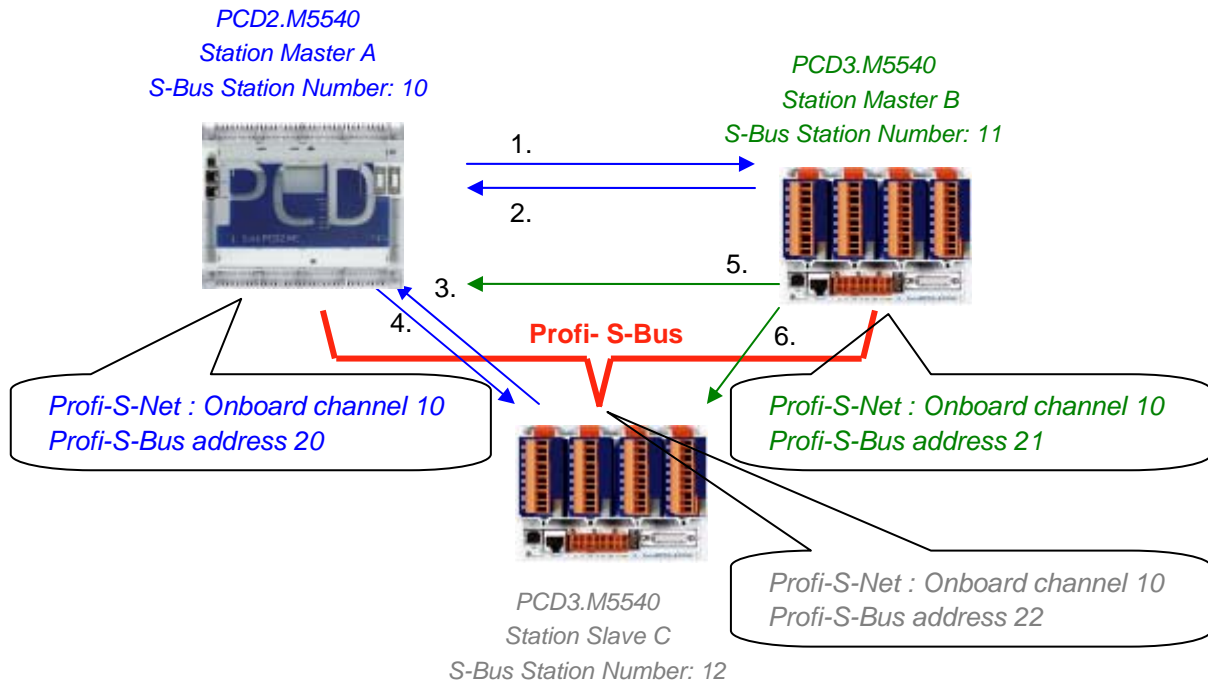 PCD2.M5540
Station Master A
S-Bus Station Number: 10
PCD3.M5540
Station Master B
S-Bus Station Number: 11
PCD
1.
2.
3.
4.
5.
6.
Profi- S-Bus
Profi-S-Net : Onboard channel 10
Profi-S-Bus address 20
Profi-S-Net : Onboard channel 10
Profi-S-Bus address 21
Profi-S-Net : Onboard channel 10
Profi-S-Bus address 22
PCD3.M5540
Station Slave C
S-Bus Station Number: 12